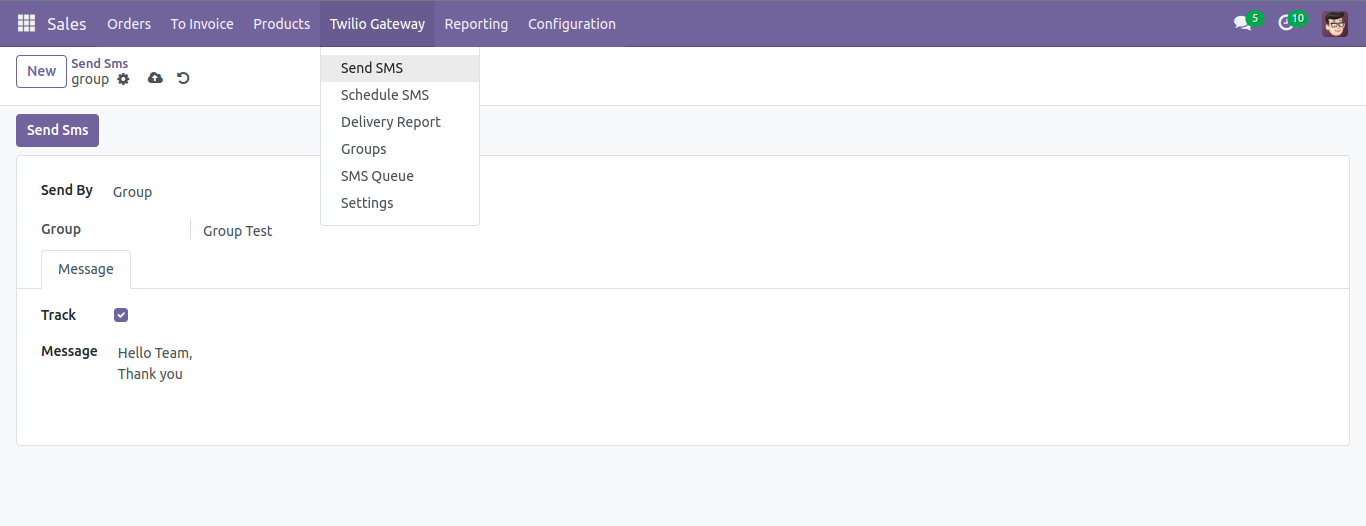 Sales Orders To Invoice Products Twilio Gateway Reporting Configuration 5 10
New Send Sms
group
Send SMS
Schedule SMS
Delivery Report
Groups
SMS Queue
Settings
Send Sms
Send By Group
Group Group Test
Message
Track
Message Hello Team,
Thank you